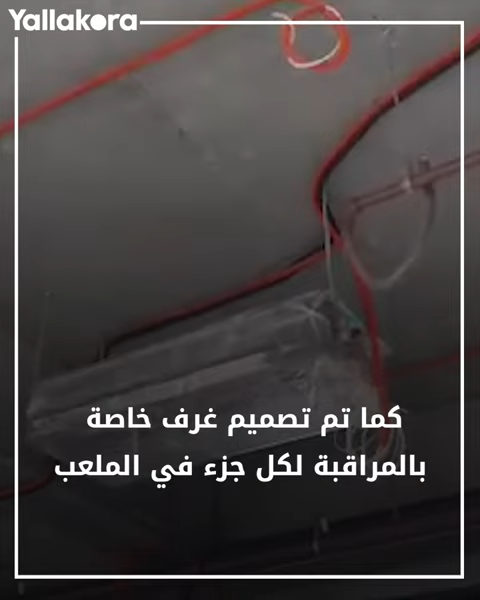 Yallakora
كما تم تصميم غرف خاصة
بالمراقبة لكل جزء في الملعب